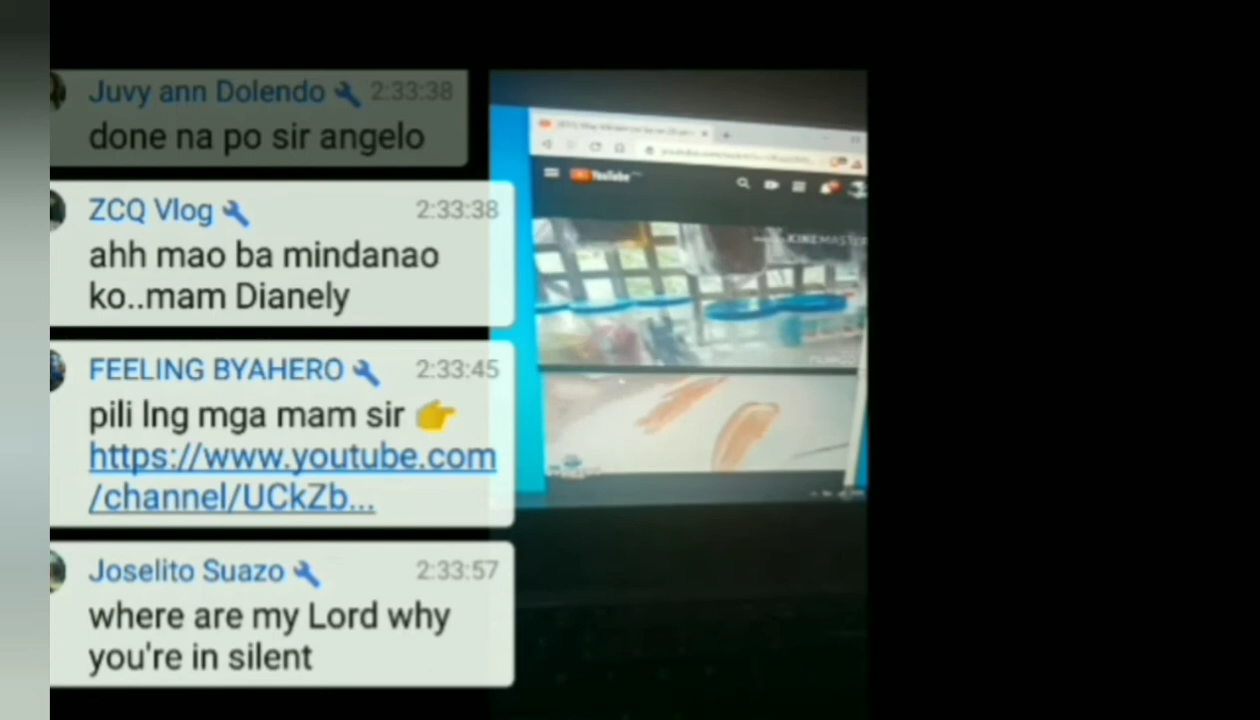 Juvy ann Dolendo 2:33:38
done na po sir angelo
ZCQ Vlog 2:33:38
ahh mao ba mindanao
ko..mam Dianely
FEELING BYAHERO 2:33:45
pili lng mga mam sir 👉
https://www.youtube.com
/channel/UCkZb...
Joselito Suazo 2:33:57
where are my Lord why
you're in silent
YouTube
KINEMASTER